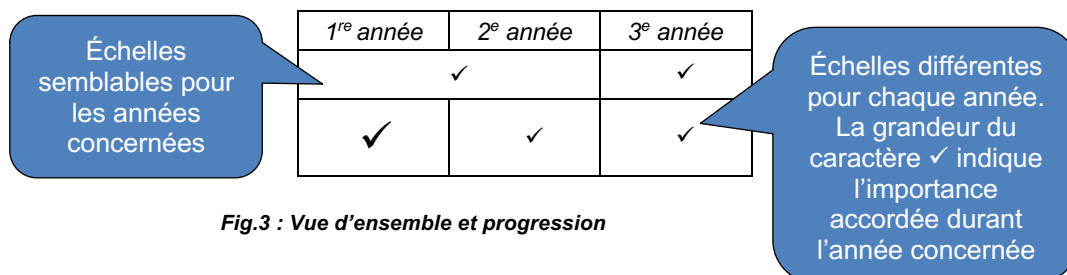 Échelles
semblables pour
les années
concernées
1re année 2e année 3e année
✓ ✓
✓ ✓ ✓
Échelles différentes
pour chaque année.
La grandeur du
caractère ✓ indique
l’importance
accordée durant
l’année concernée
Fig.3 : Vue d’ensemble et progression